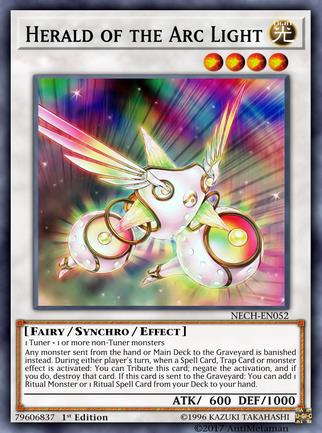 HERALD OF THE ARC LIGHT
LIGHT
光
NECH-EN052
[FAIRY / SYNCHRO / EFFECT]
1 Tuner + 1 or more non-Tuner monsters
Any monster sent from the hand or Main Deck to the Graveyard is banished
instead. During either player's turn, when a Spell Card, Trap Card or monster
effect is activated: You can Tribute this card; negate the activation, and if
you do, destroy that card. If this card is sent to the Graveyard: You can add 1
Ritual Monster or 1 Ritual Spell Card from your Deck to your hand.
ATK/ 600 DEF/1000
79606837 1st Edition ©1996 KAZUKI TAKAHASHI
©2017 AntiMetaman